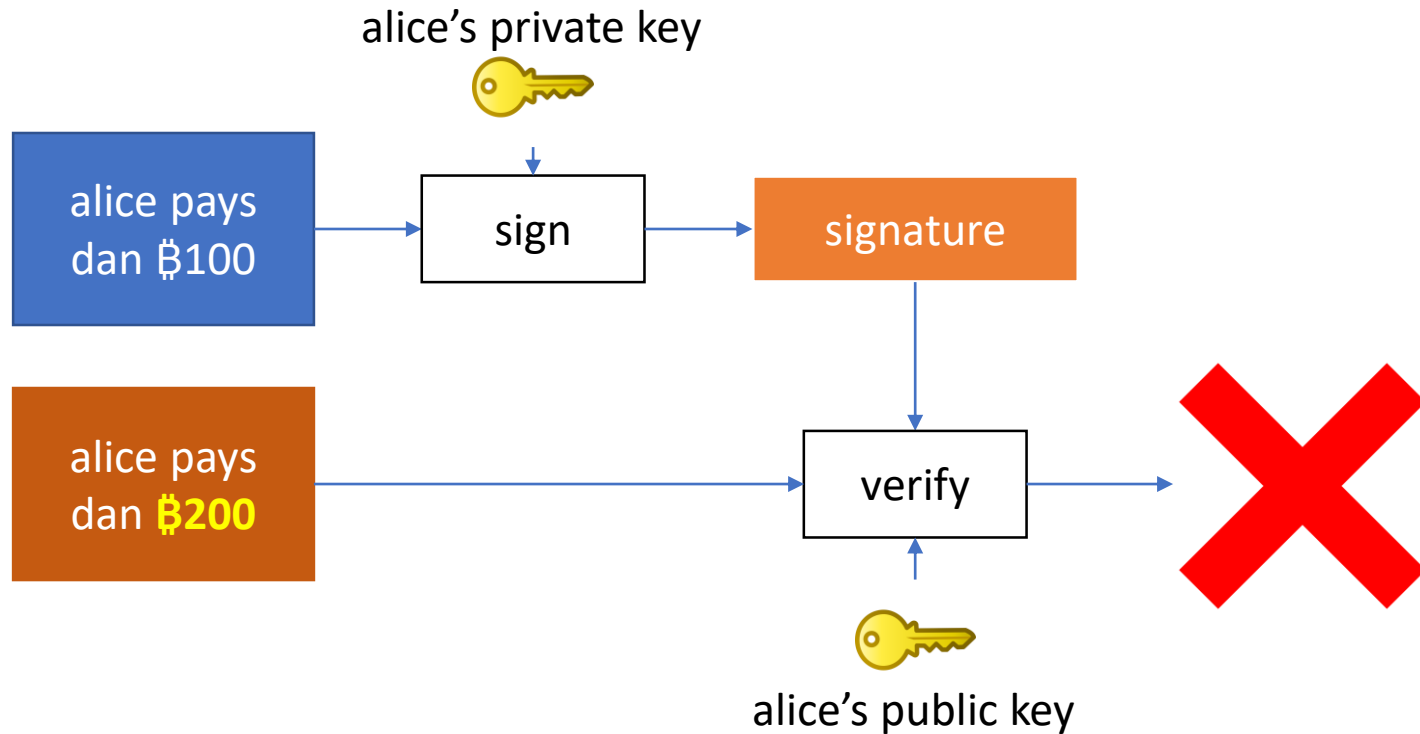 alice’s private key
alice pays
dan ₿100
sign
signature
alice pays
dan ₿200
verify
alice’s public key